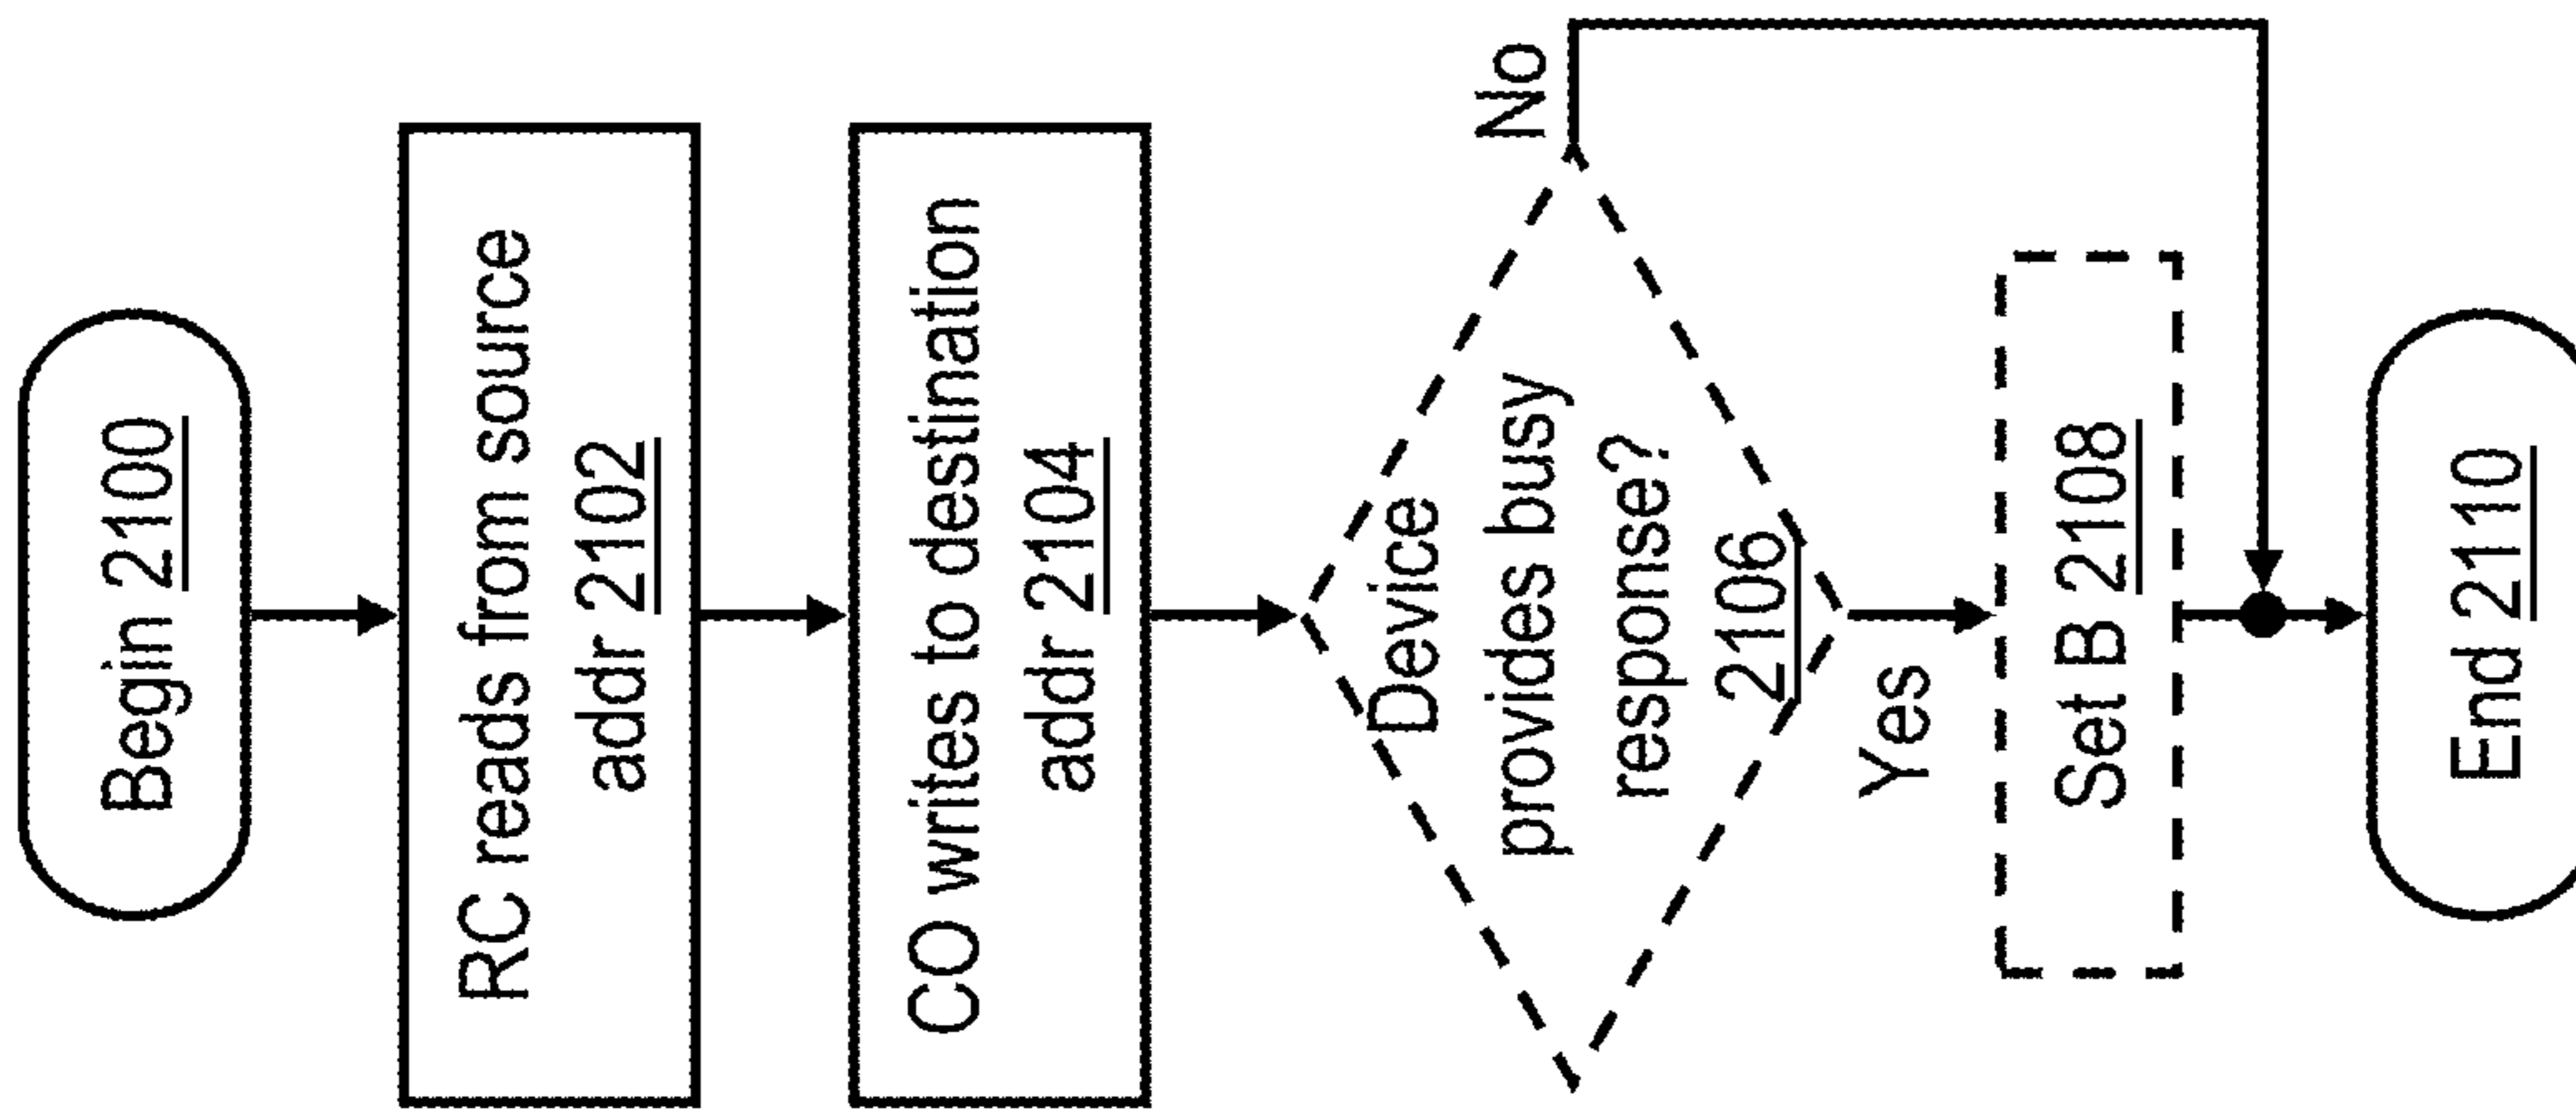 Begin 2100
RC reads from source
addr 2102
CO writes to destination
addr 2104
Device
provides busy
response?
2106
No
Yes
Set B 2108
End 2110